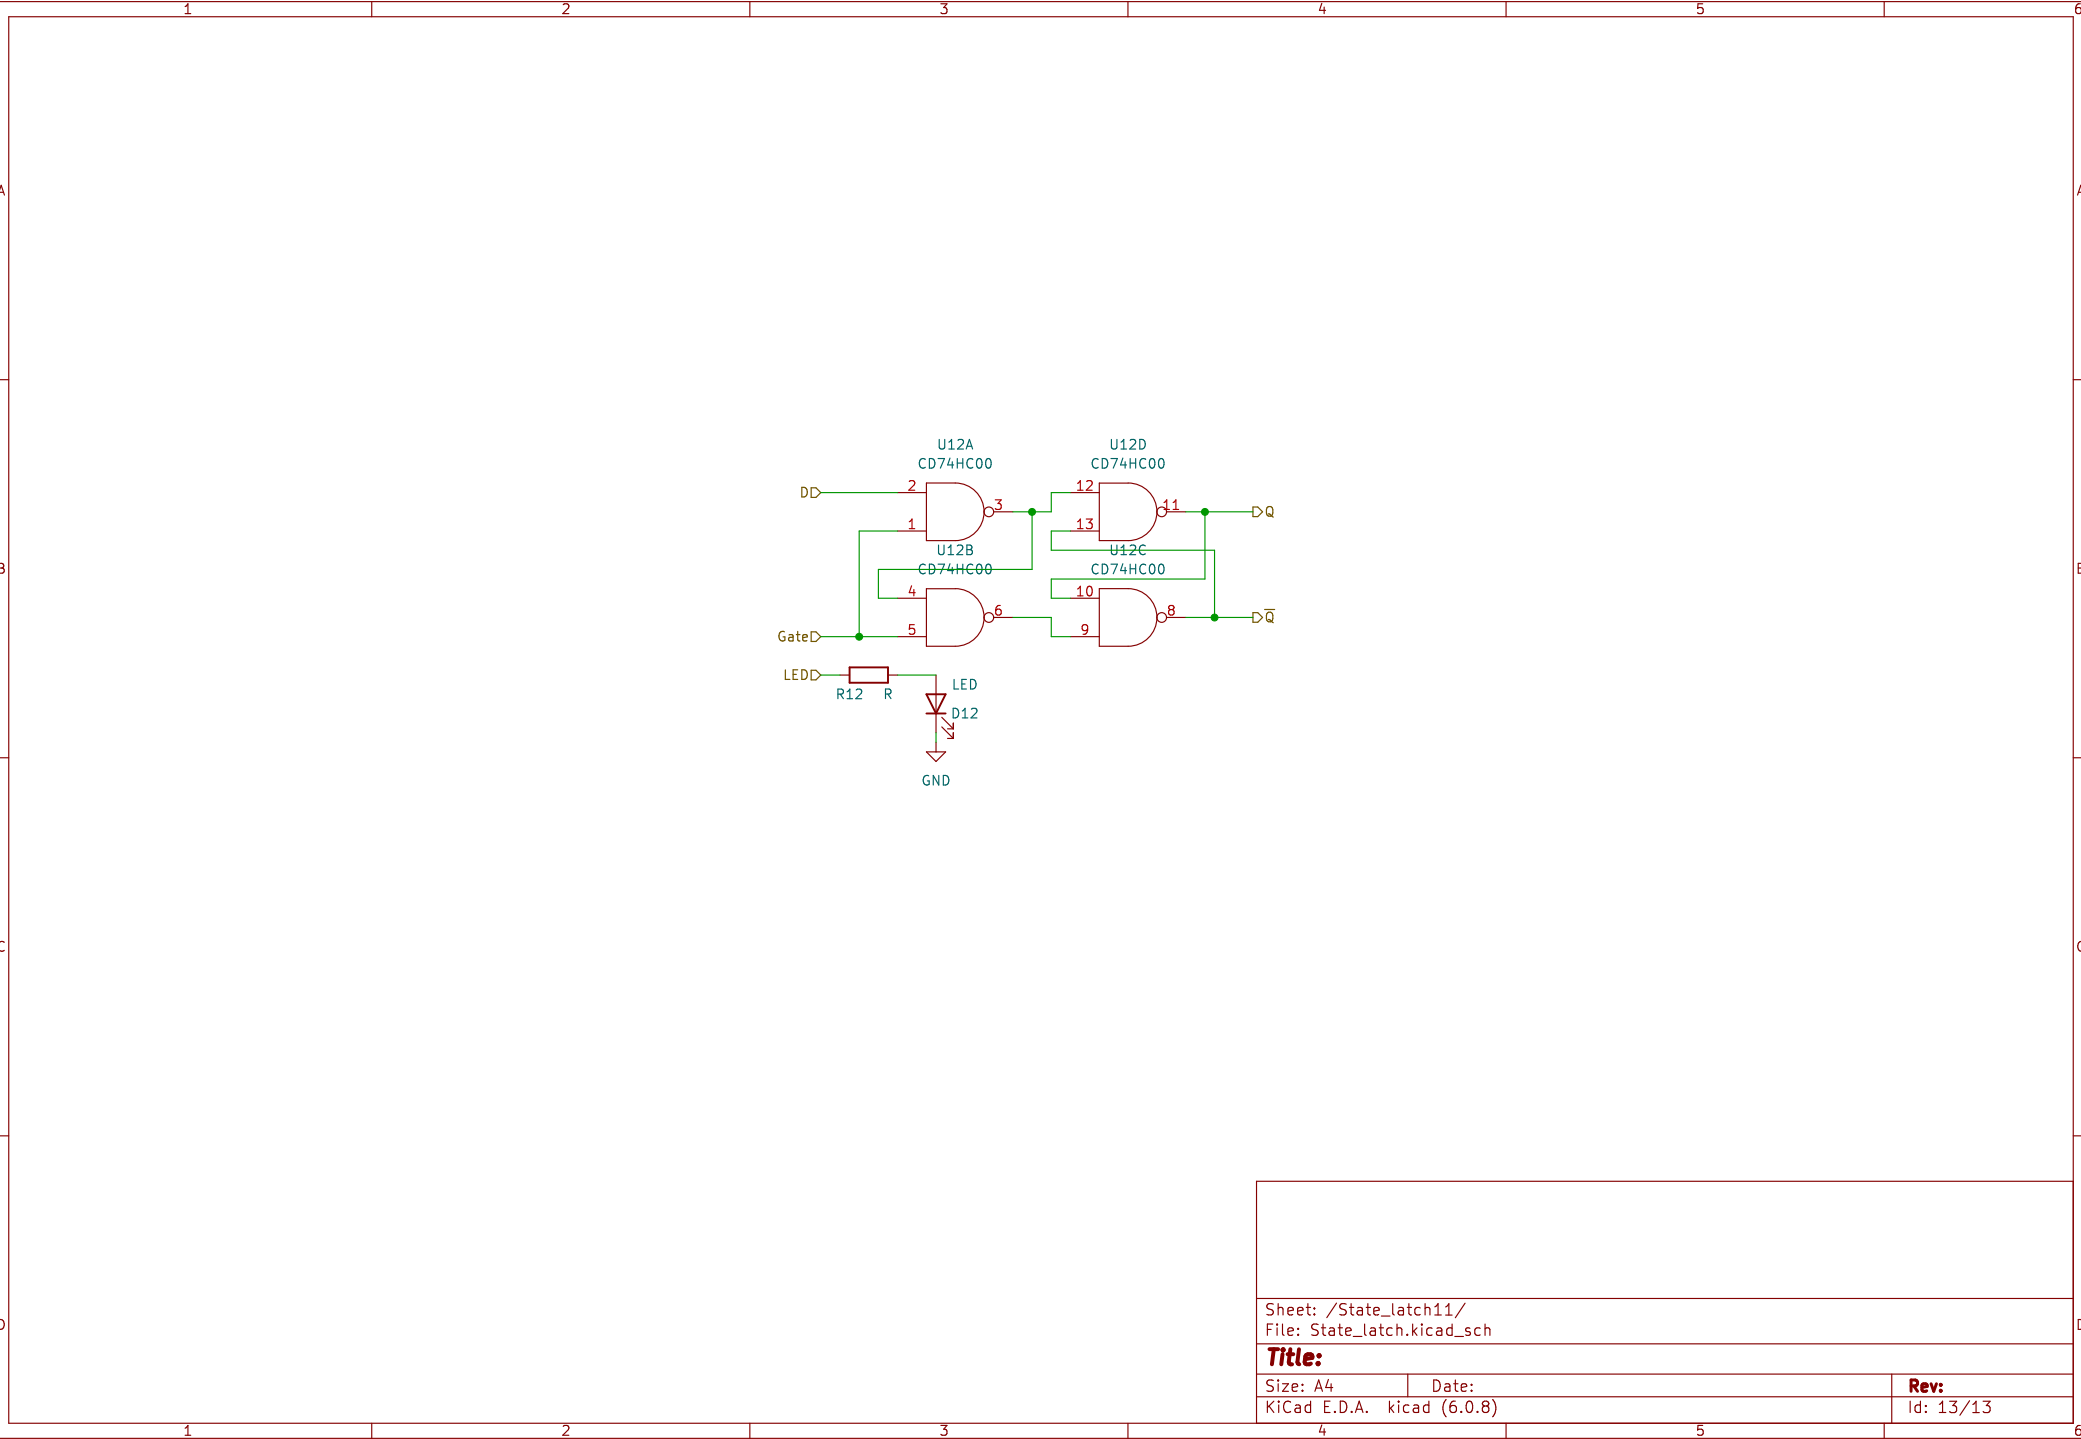 1 2 3 4 5 6
A A
U12A U12D
CD74HC00 CD74HC00
D 2 3 12 11 Q
1 13
U12B U12C
B CD74HC00 CD74HC00 B
4 6 10 8 Q̅
Gate 5 9
LED R12 R LED
D12
GND
C C
Sheet: /State_latch11/
D File: State_latch.kicad_sch D
Title:
Size: A4 Date: Rev:
KiCad E.D.A. kicad (6.0.8) Id: 13/13
1 2 3 4 5 6